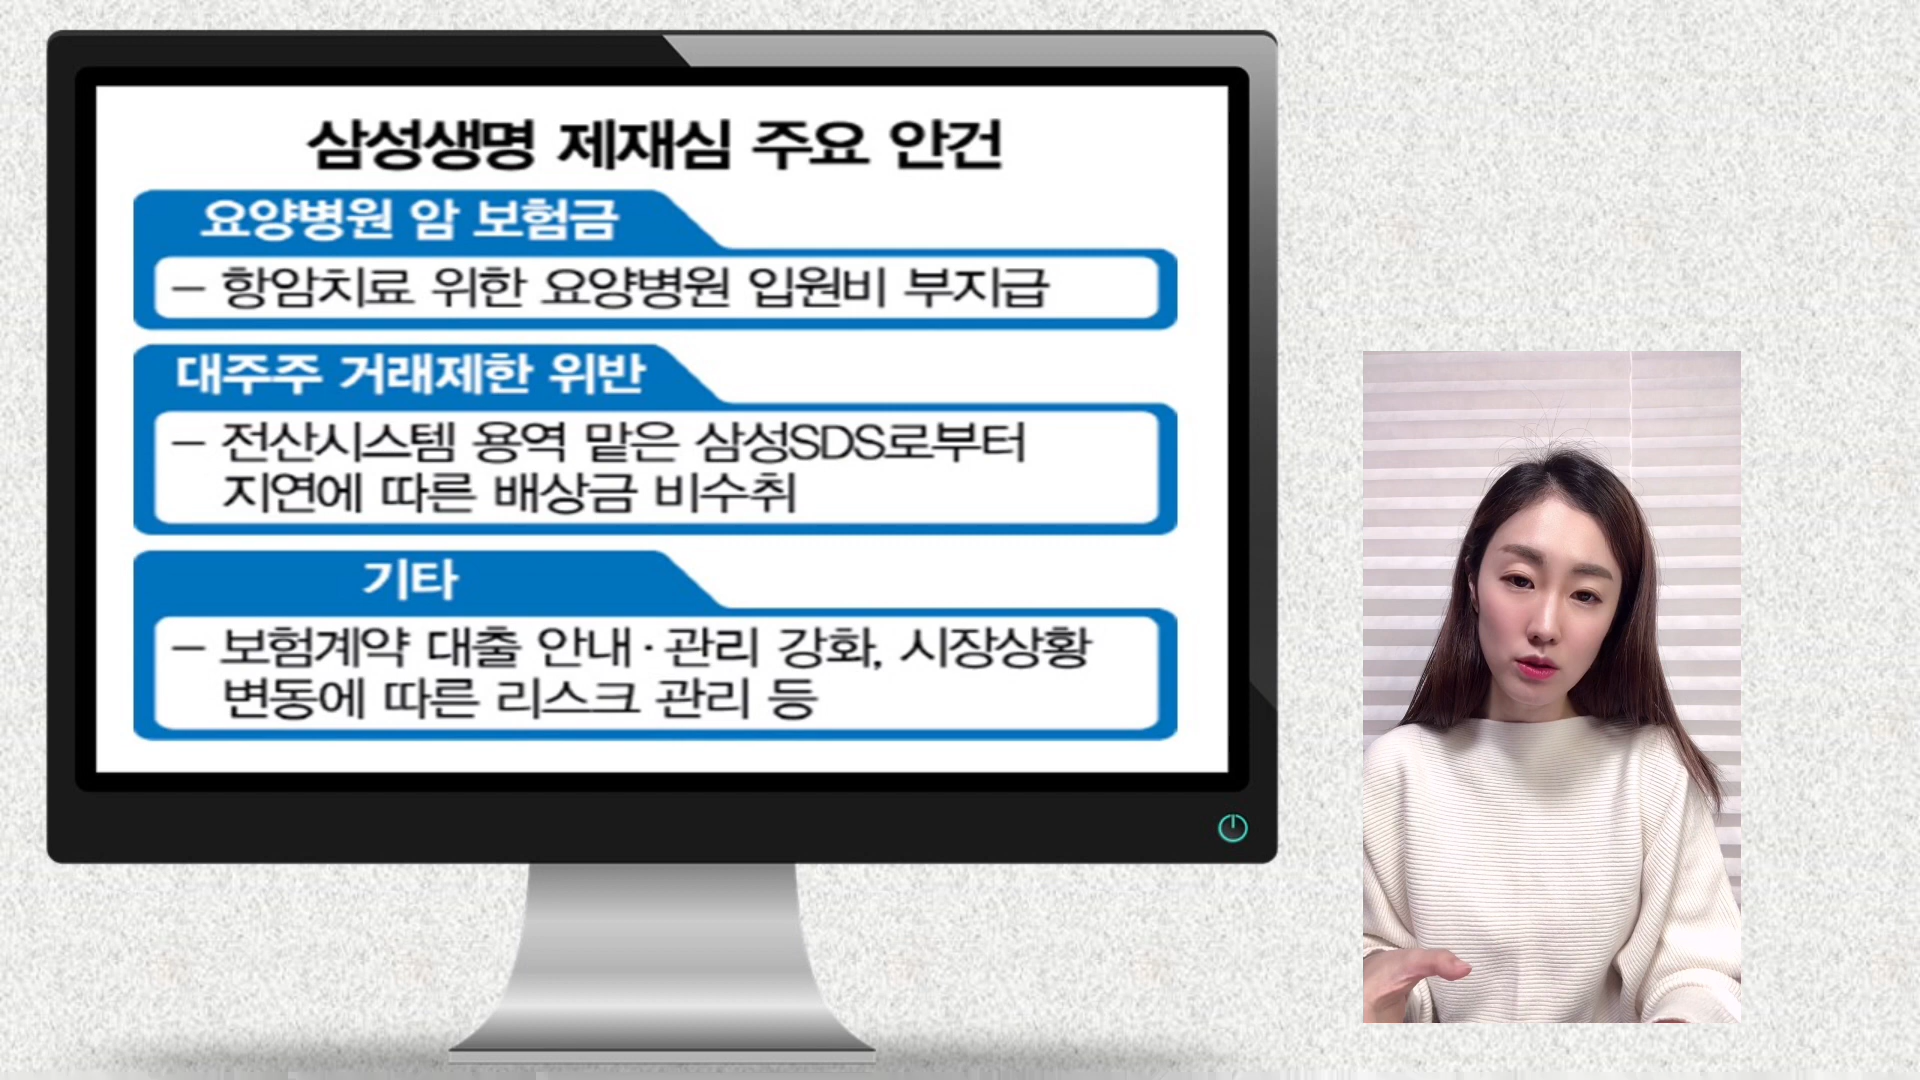 삼성생명 제재심 주요 안건
요양병원 암 보험금
– 항암치료 위한 요양병원 입원비 부지급
대주주 거래제한 위반
– 전산시스템 용역 맡은 삼성SDS로부터
지연에 따른 배상금 비수취
기타
– 보험계약 대출 안내·관리 강화, 시장상황
변동에 따른 리스크 관리 등